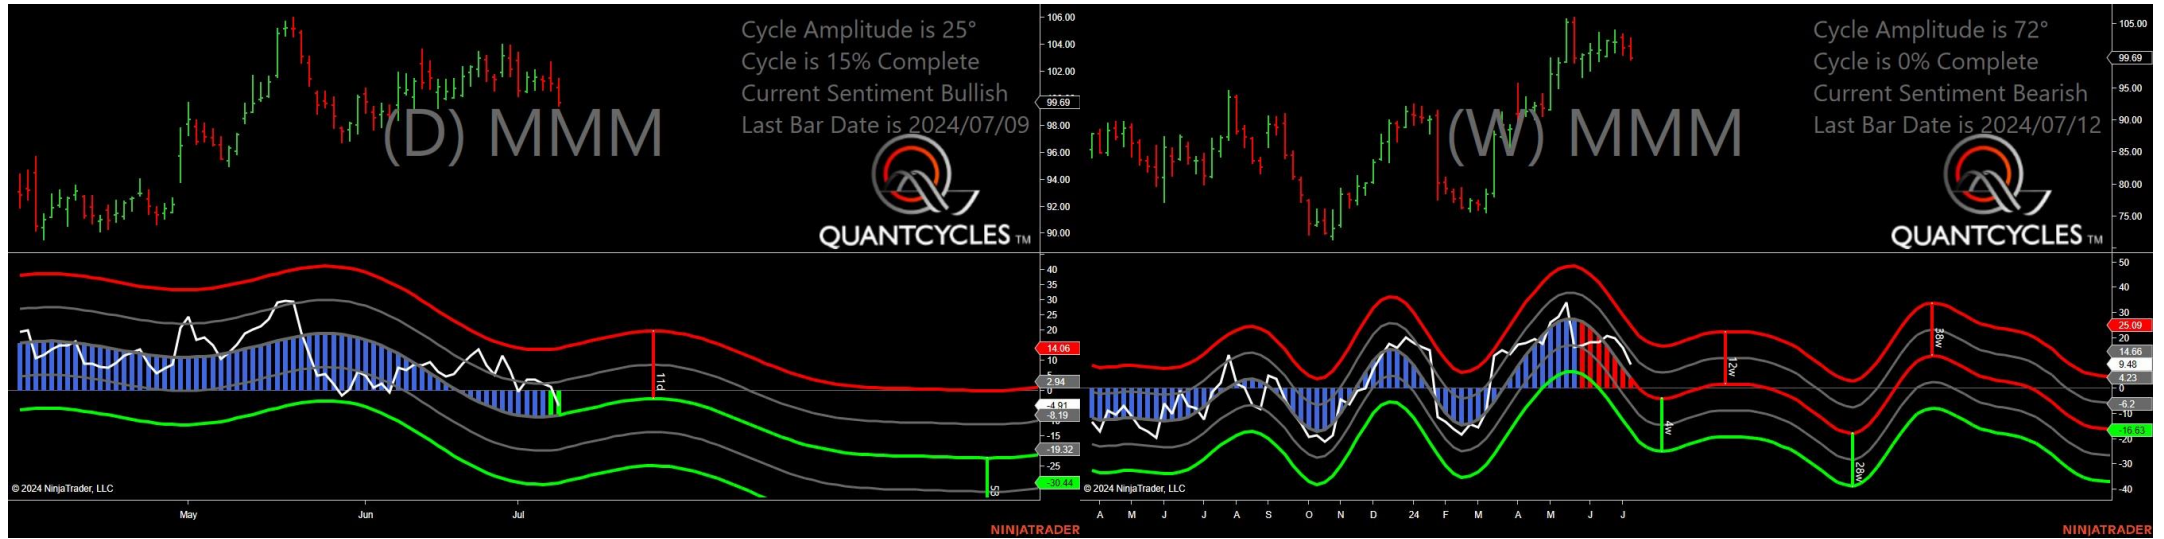 Cycle Amplitude is 25°
Cycle is 15% Complete
Current Sentiment Bullish
Last Bar Date is 2024/07/09
(D) MMM
QUANTCYCLES TM
106.00
104.00
102.00
99.69
98.00
96.00
94.00
92.00
90.00
40
35
30
25
20
14.06
10
2.94
0
-4.91
-8.19
-15
-19.32
-25
-30.44
11d
© 2024 NinjaTrader, LLC
May Jun Jul
NINJATRADER
Cycle Amplitude is 72°
Cycle is 0% Complete
Current Sentiment Bearish
Last Bar Date is 2024/07/12
(W) MMM
QUANTCYCLES TM
105.00
99.69
95.00
90.00
85.00
80.00
75.00
50
40
30
25.09
20
14.66
9.48
4.23
0
-6.2
-10
-16.63
-20
-30
-40
4w
12w
28w
38w
© 2024 NinjaTrader, LLC
A M J J A S O N D 24 F M A M J J
NINJATRADER